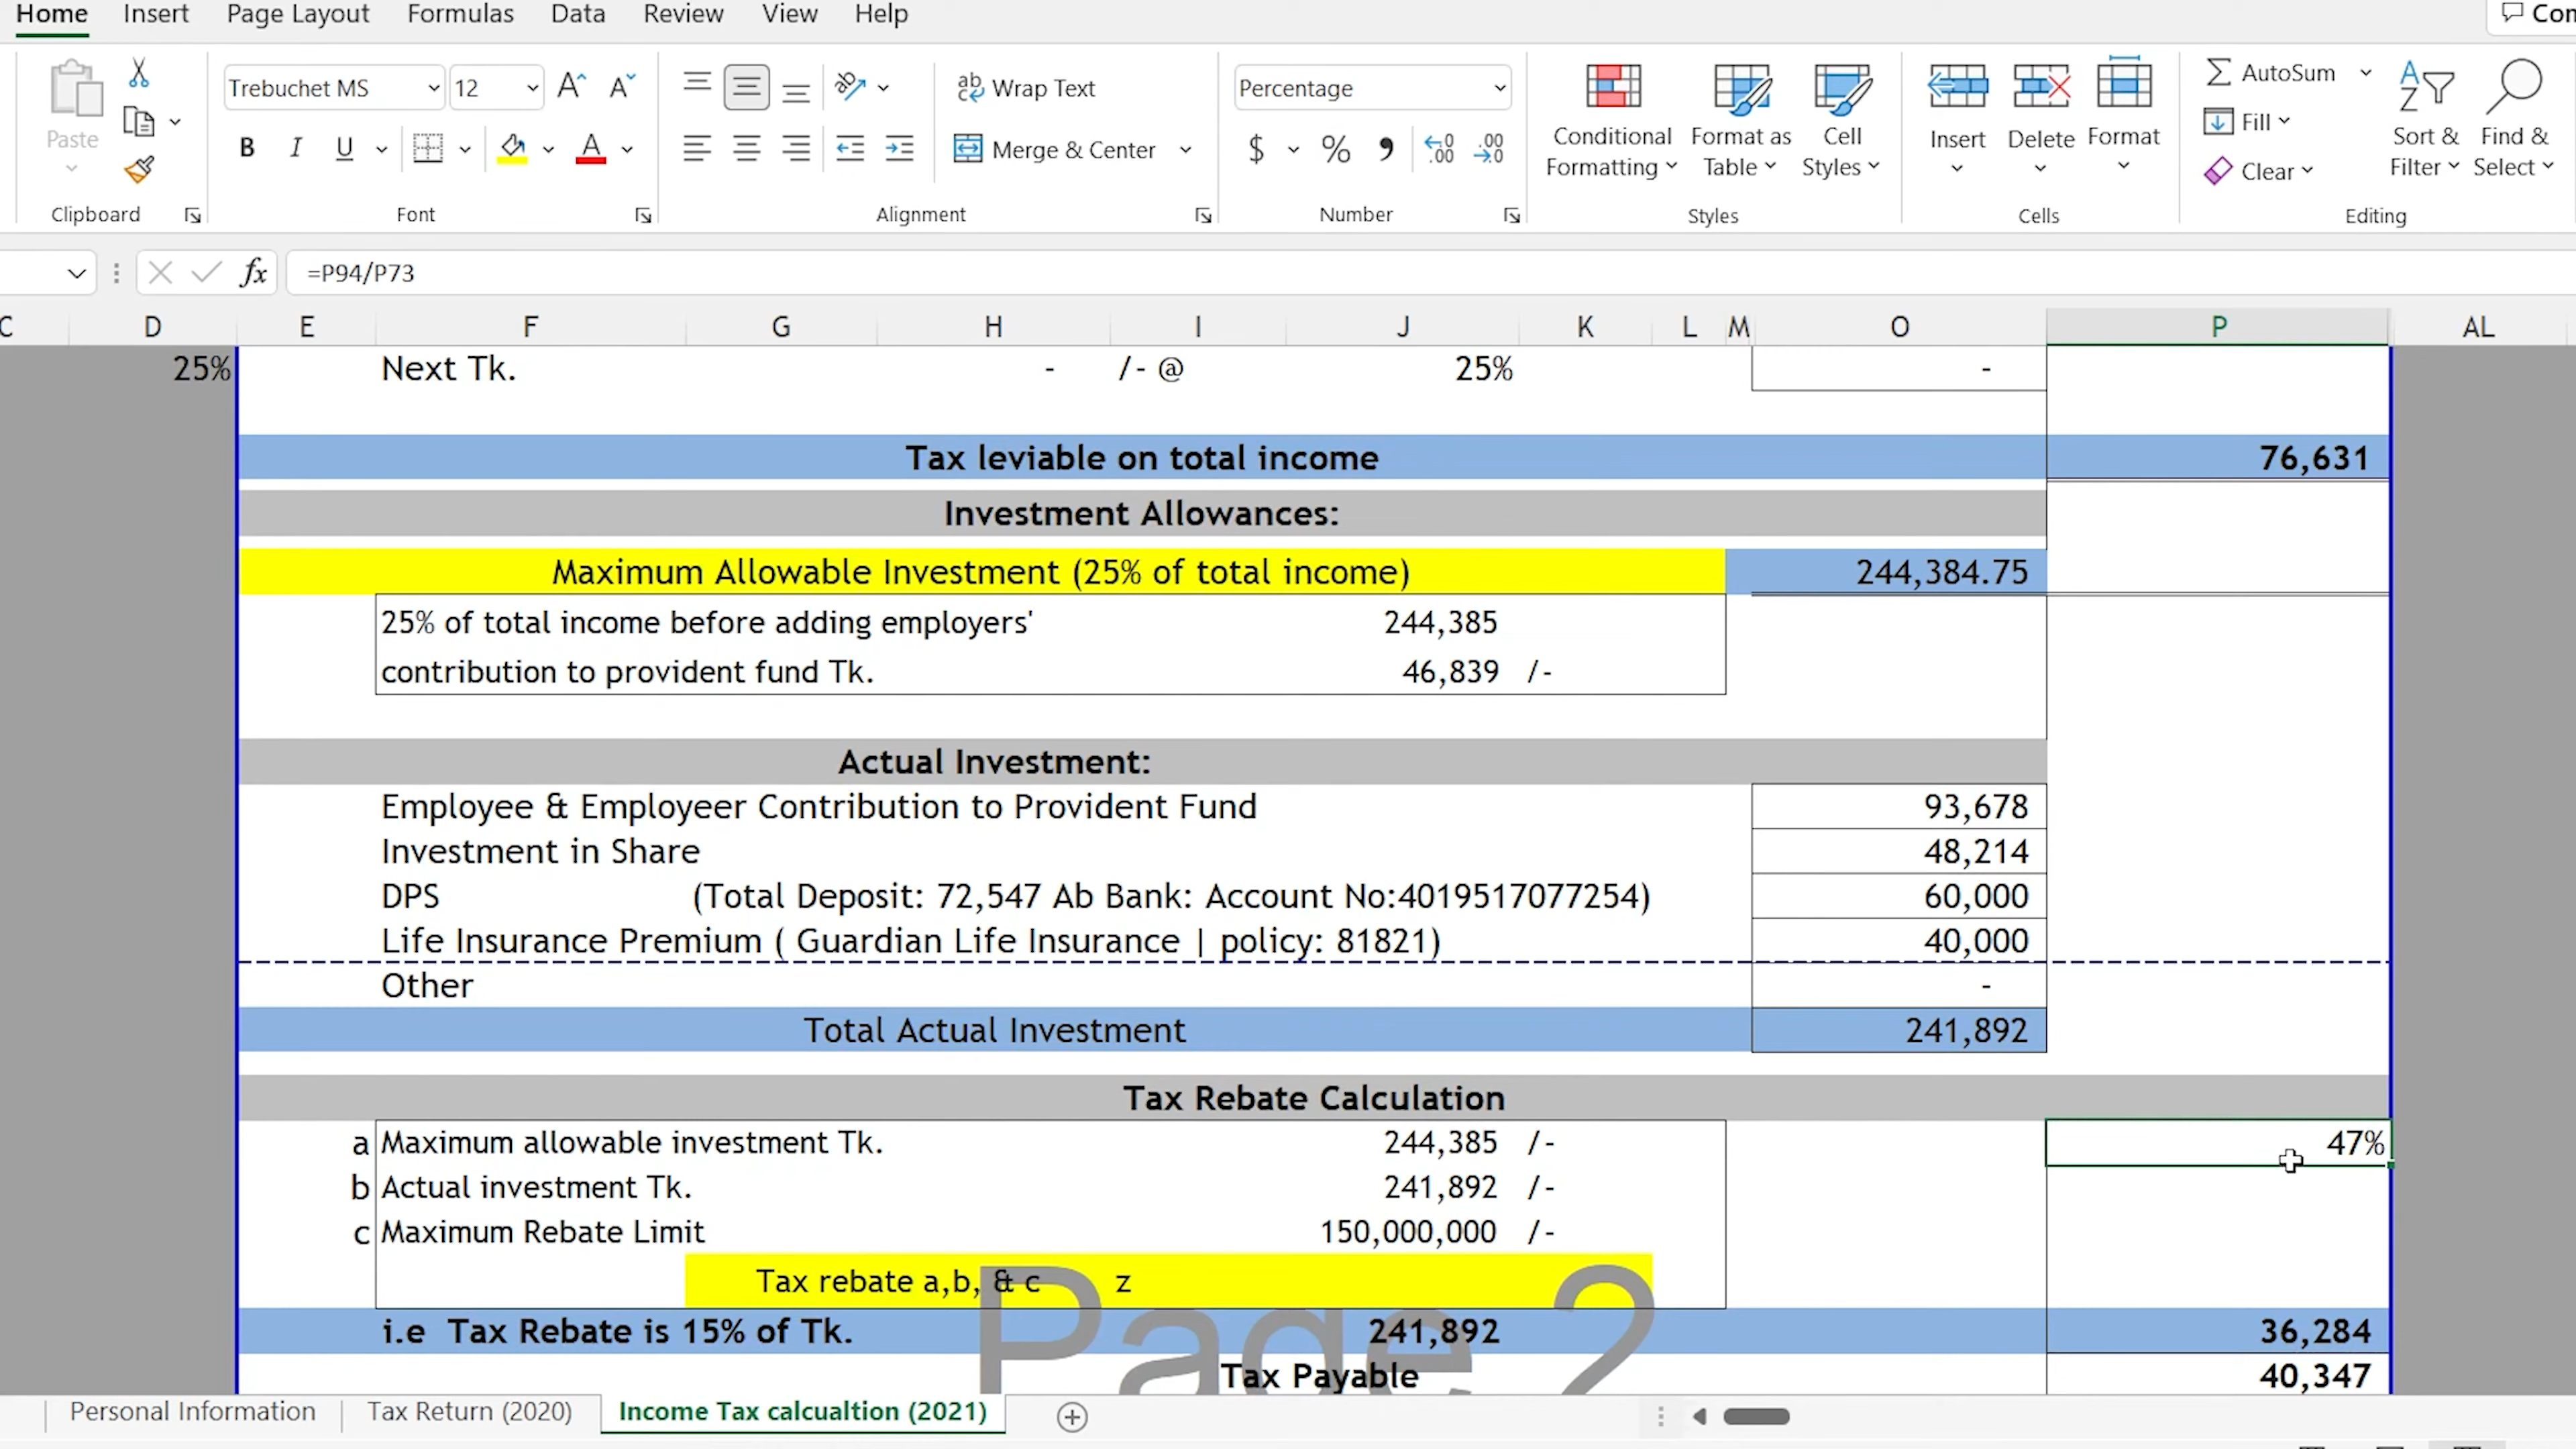 Home Insert Page Layout Formulas Data Review View Help
Trebuchet MS 12 Wrap Text Percentage AutoSum
Paste Fill
B I U Merge & Center $ % Conditional Formatting Format as Table Cell Styles Insert Delete Format Clear Sort & Filter Find & Select
Clipboard Font Alignment Number Styles Cells Editing
fx =P94/P73
C D E F G H I J K L M O P AL
25% Next Tk. - /- @ 25% -
Tax leviable on total income 76,631
Investment Allowances:
Maximum Allowable Investment (25% of total income) 244,384.75
25% of total income before adding employers' 244,385
contribution to provident fund Tk. 46,839 /-
Actual Investment:
Employee & Employeer Contribution to Provident Fund 93,678
Investment in Share 48,214
DPS (Total Deposit: 72,547 Ab Bank: Account No:4019517077254) 60,000
Life Insurance Premium ( Guardian Life Insurance | policy: 81821) 40,000
Other -
Total Actual Investment 241,892
Tax Rebate Calculation
a Maximum allowable investment Tk. 244,385 /- 47%
b Actual investment Tk. 241,892 /-
c Maximum Rebate Limit 150,000,000 /-
Tax rebate a,b, & c z
Page 2
i.e Tax Rebate is 15% of Tk. 241,892 36,284
Tax Payable 40,347
Personal Information Tax Return (2020) Income Tax calcualtion (2021)